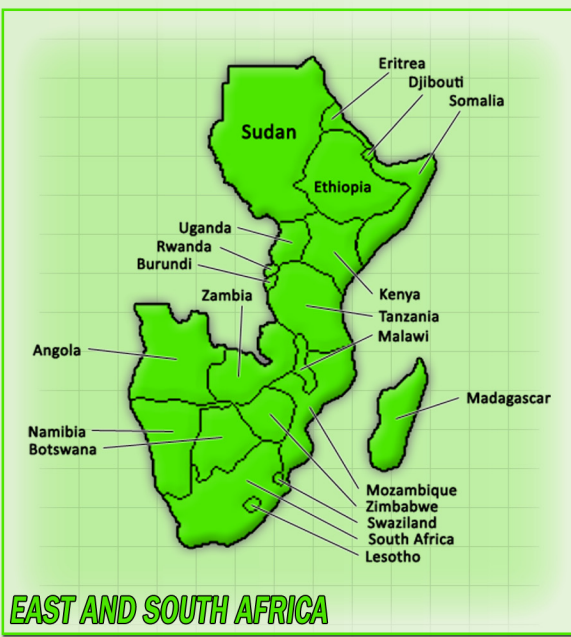 Eritrea
Djibouti
Somalia
Sudan
Ethiopia
Uganda
Rwanda
Burundi
Zambia
Kenya
Tanzania
Malawi
Angola
Madagascar
Namibia
Botswana
Mozambique
Zimbabwe
Swaziland
South Africa
Lesotho
EAST AND SOUTH AFRICA